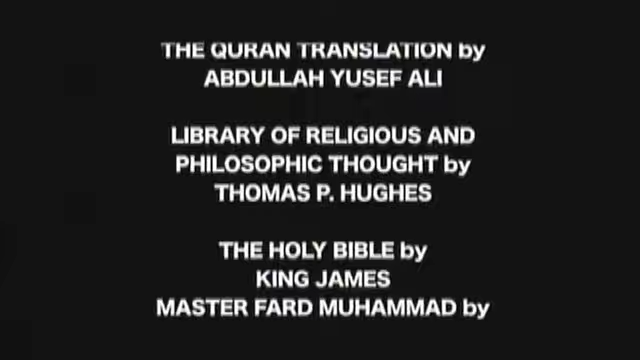 THE QURAN TRANSLATION by
ABDULLAH YUSEF ALI
LIBRARY OF RELIGIOUS AND
PHILOSOPHIC THOUGHT by
THOMAS P. HUGHES
THE HOLY BIBLE by
KING JAMES
MASTER FARD MUHAMMAD by